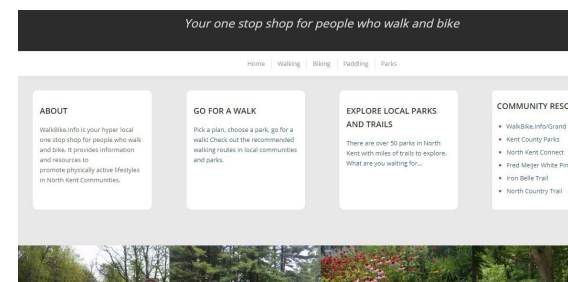 Your one stop shop for people who walk and bike
Home
Walking
Biking
Paddling
Parks
ABOUT
WalkBike.info is your hyper local
one stop shop for people who walk
and bike. It provides information
and resources to
promote physically active lifestyles
in North Kent Communities.
GO FOR A WALK
Pick a plan, choose a park, go for a
walk! Check out the recommended
walking routes in local communities
and parks.
EXPLORE LOCAL PARKS
AND TRAILS
There are over 50 parks in North
Kent with miles of trails to explore.
What are you waiting for...
COMMUNITY RESO
WalkBike.info/Grand
Kent County Parks
North Kent Connect
Fred Meijer White Pin
Iron Belle Trail
North Country Trail